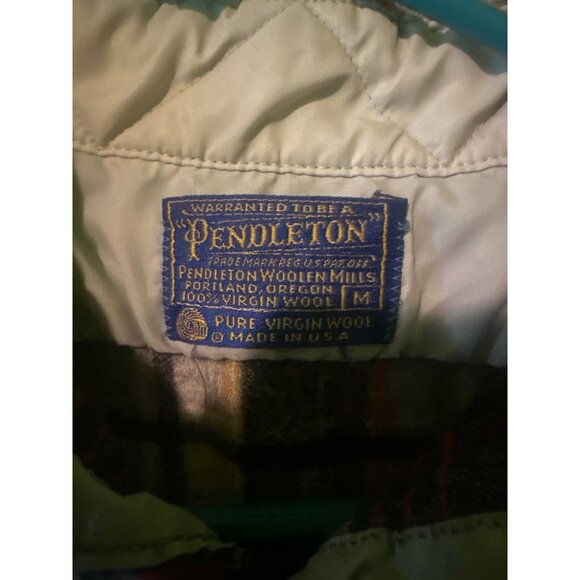 WARRANTED TO BE A
"PENDLETON"
TRADE MARK REG. U.S. PAT. OFF.
PENDLETON WOOLEN MILLS
PORTLAND, OREGON
100% VIRGIN WOOL M
PURE VIRGIN WOOL
® MADE IN U.S.A.